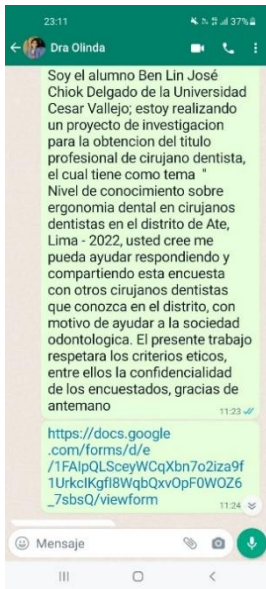 23:11
37%
Dra Olinda
Soy el alumno Ben Lin José
Chiok Delgado de la Universidad
Cesar Vallejo; estoy realizando
un proyecto de investigacion
para la obtencion del titulo
profesional de cirujano dentista,
el cual tiene como tema "
Nivel de conocimiento sobre
ergonomia dental en cirujanos
dentistas en el distrito de Ate,
Lima - 2022, usted cree me
pueda ayudar respondiendo y
compartiendo esta encuesta
con otros cirujanos dentistas
que conozca en el distrito, con
motivo de ayudar a la sociedad
odontologica. El presente trabajo
respetara los criterios eticos,
entre ellos la confidencialidad
de los encuestados, gracias de
antemano
11:23
https://docs.google
.com/forms/d/e
/1FAIpQLSceyWCqXbn7o2iza9f
1UrkcIKgfI8WqbQxvOpF0WOZ6
_7sbsQ/viewform
11:24
Mensaje